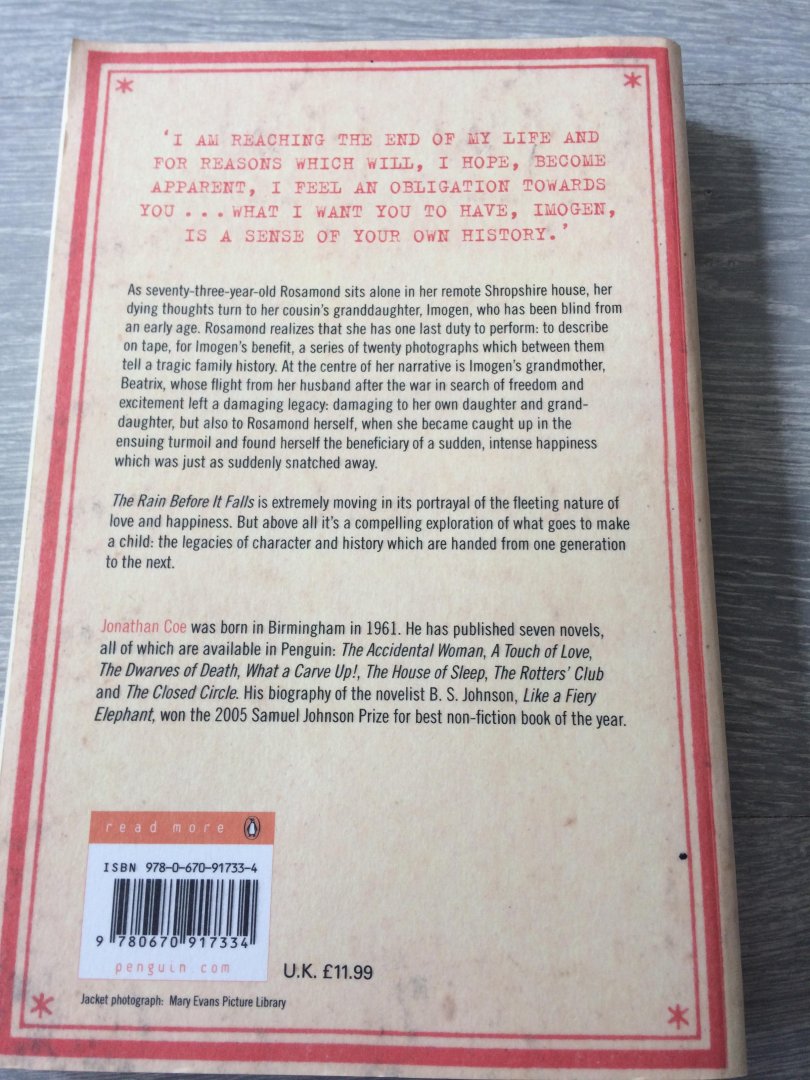 'I AM REACHING THE END OF MY LIFE AND
FOR REASONS WHICH WILL, I HOPE, BECOME
APPARENT, I FEEL AN OBLIGATION TOWARDS
YOU ... WHAT I WANT YOU TO HAVE, IMOGEN,
IS A SENSE OF YOUR OWN HISTORY.'
As seventy-three-year-old Rosamond sits alone in her remote Shropshire house, her
dying thoughts turn to her cousin's granddaughter, Imogen, who has been blind from
an early age. Rosamond realizes that she has one last duty to perform: to describe
on tape, for Imogen's benefit, a series of twenty photographs which between them
tell a tragic family history. At the centre of her narrative is Imogen's grandmother,
Beatrix, whose flight from her husband after the war in search of freedom and
excitement left a damaging legacy: damaging to her own daughter and grand-
daughter, but also to Rosamond herself, when she became caught up in the
ensuing turmoil and found herself the beneficiary of a sudden, intense happiness
which was just as suddenly snatched away.
The Rain Before It Falls is extremely moving in its portrayal of the fleeting nature of
love and happiness. But above all it's a compelling exploration of what goes to make
a child: the legacies of character and history which are handed from one generation
to the next.
Jonathan Coe was born in Birmingham in 1961. He has published seven novels,
all of which are available in Penguin: The Accidental Woman, A Touch of Love,
The Dwarves of Death, What a Carve Up!, The House of Sleep, The Rotters' Club
and The Closed Circle. His biography of the novelist B. S. Johnson, Like a Fiery
Elephant, won the 2005 Samuel Johnson Prize for best non-fiction book of the year.
read more
ISBN 978-0-670-91733-4
9 780670 917334
penguin.com
U.K. £11.99
Jacket photograph: Mary Evans Picture Library